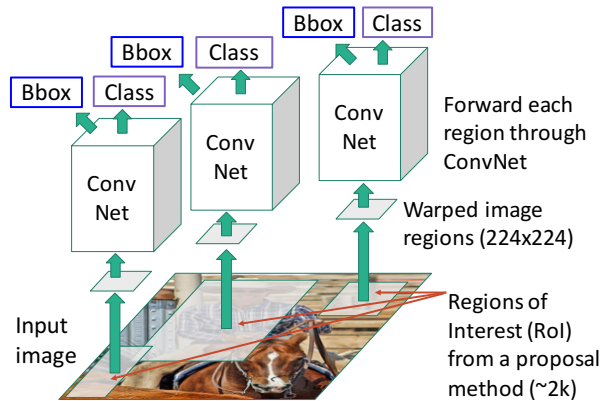 Bbox
Class
Bbox
Class
Bbox
Class
Conv
Net
Conv
Net
Conv
Net
Forward each
region through
ConvNet
Warped image
regions (224x224)
Input
image
Regions of
Interest (RoI)
from a proposal
method (~2k)